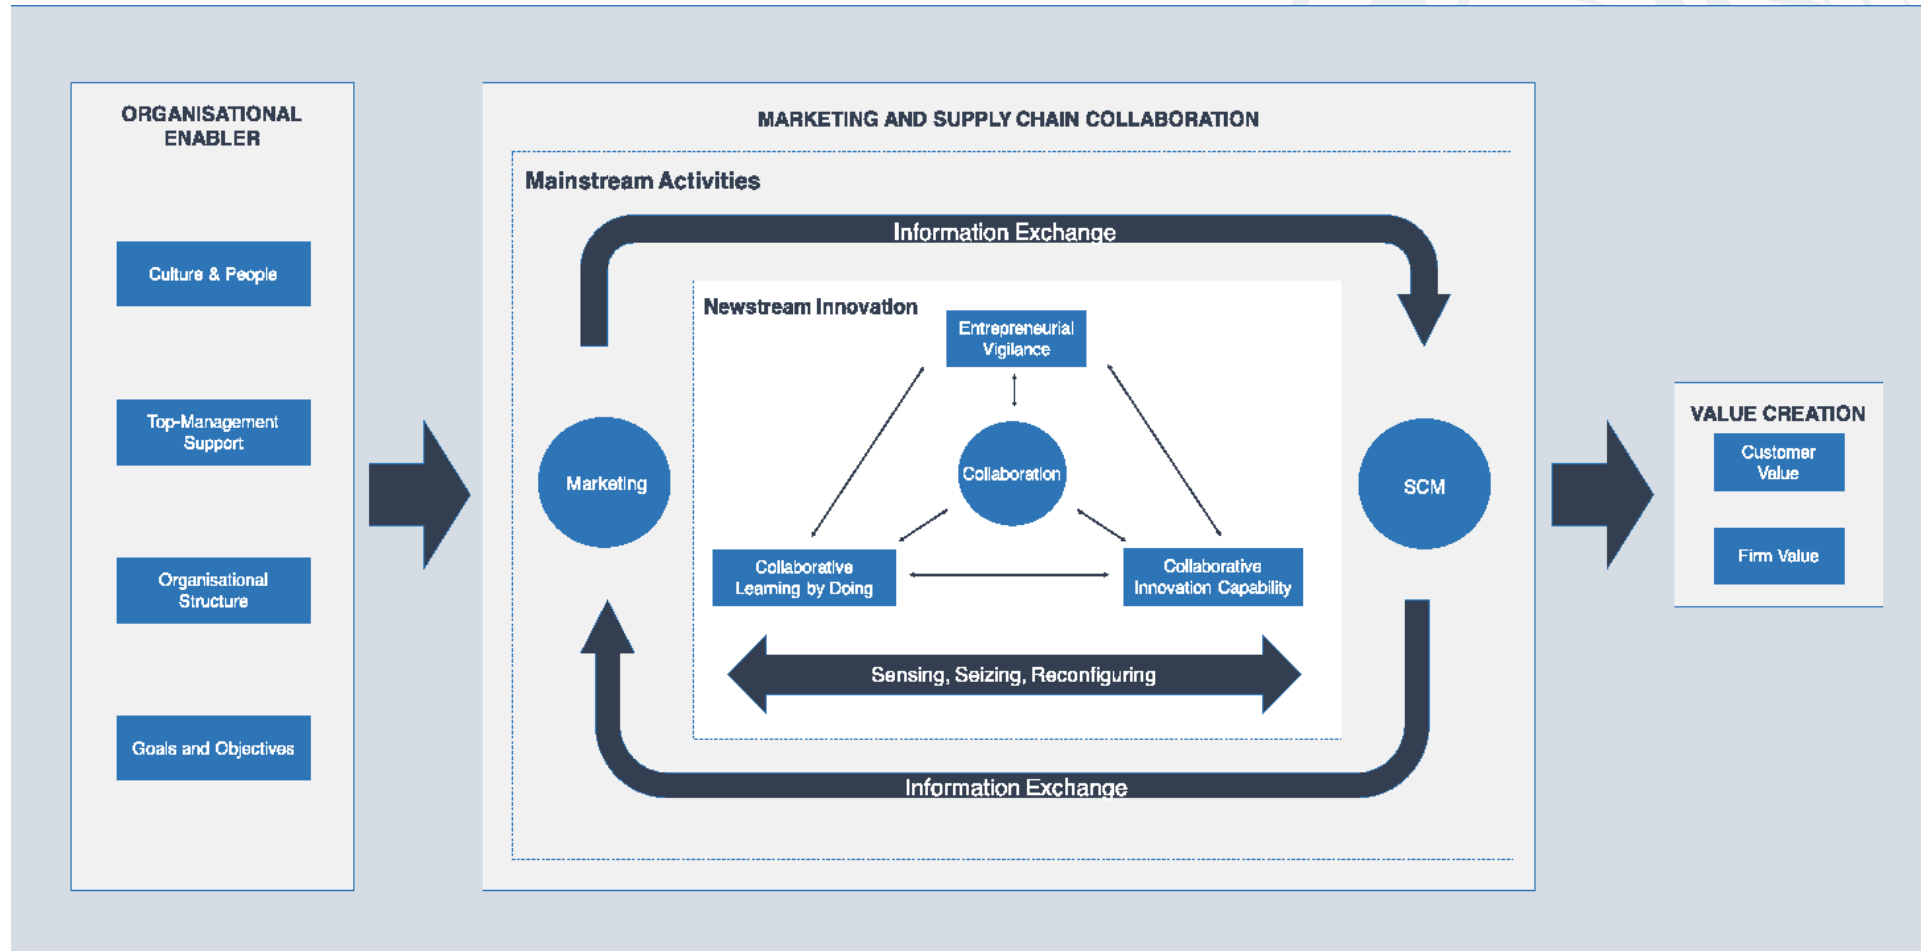 ORGANISATIONAL
ENABLER
Culture & People
Top-Management
Support
Organisational
Structure
Goals and Objectives
MARKETING AND SUPPLY CHAIN COLLABORATION
Mainstream Activities
Information Exchange
Newstream Innovation
Entrepreneurial
Vigilance
Marketing
Collaboration
SCM
Collaborative
Learning by Doing
Collaborative
Innovation Capability
Sensing, Seizing, Reconfiguring
Information Exchange
VALUE CREATION
Customer
Value
Firm Value